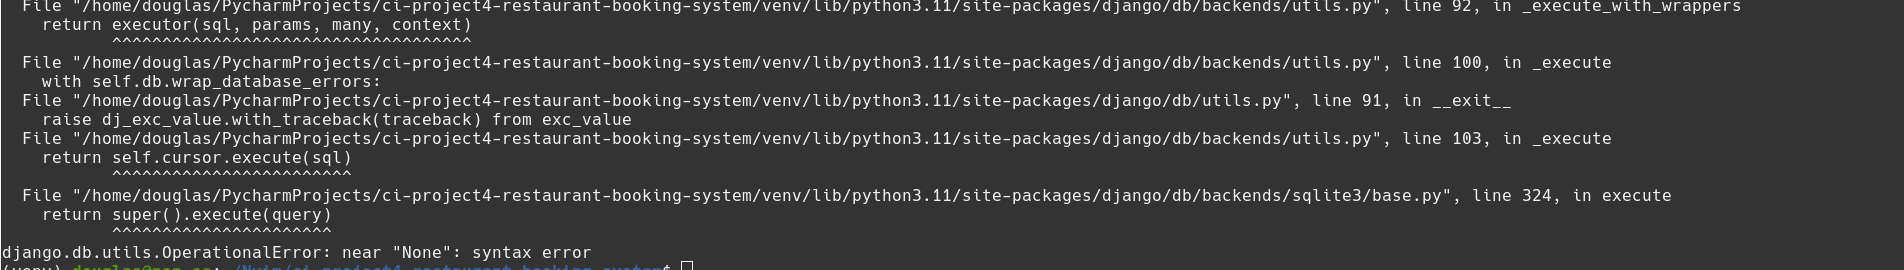 File "/home/douglas/PycharmProjects/ci-project4-restaurant-booking-system/venv/lib/python3.11/site-packages/django/db/backends/utils.py", line 92, in _execute_with_wrappers
return executor(sql, params, many, context)
^^^^^^^^^^^^^^^^^^^^^^^^^^^^^^^^^^^^
File "/home/douglas/PycharmProjects/ci-project4-restaurant-booking-system/venv/lib/python3.11/site-packages/django/db/backends/utils.py", line 100, in _execute
with self.db.wrap_database_errors:
File "/home/douglas/PycharmProjects/ci-project4-restaurant-booking-system/venv/lib/python3.11/site-packages/django/db/utils.py", line 91, in __exit__
raise dj_exc_value.with_traceback(traceback) from exc_value
File "/home/douglas/PycharmProjects/ci-project4-restaurant-booking-system/venv/lib/python3.11/site-packages/django/db/backends/utils.py", line 103, in _execute
return self.cursor.execute(sql)
^^^^^^^^^^^^^^^^^^^^^^^^
File "/home/douglas/PycharmProjects/ci-project4-restaurant-booking-system/venv/lib/python3.11/site-packages/django/db/backends/sqlite3/base.py", line 324, in execute
return super().execute(query)
^^^^^^^^^^^^^^^^^^^^^^
django.db.utils.OperationalError: near "None": syntax error
(venv)